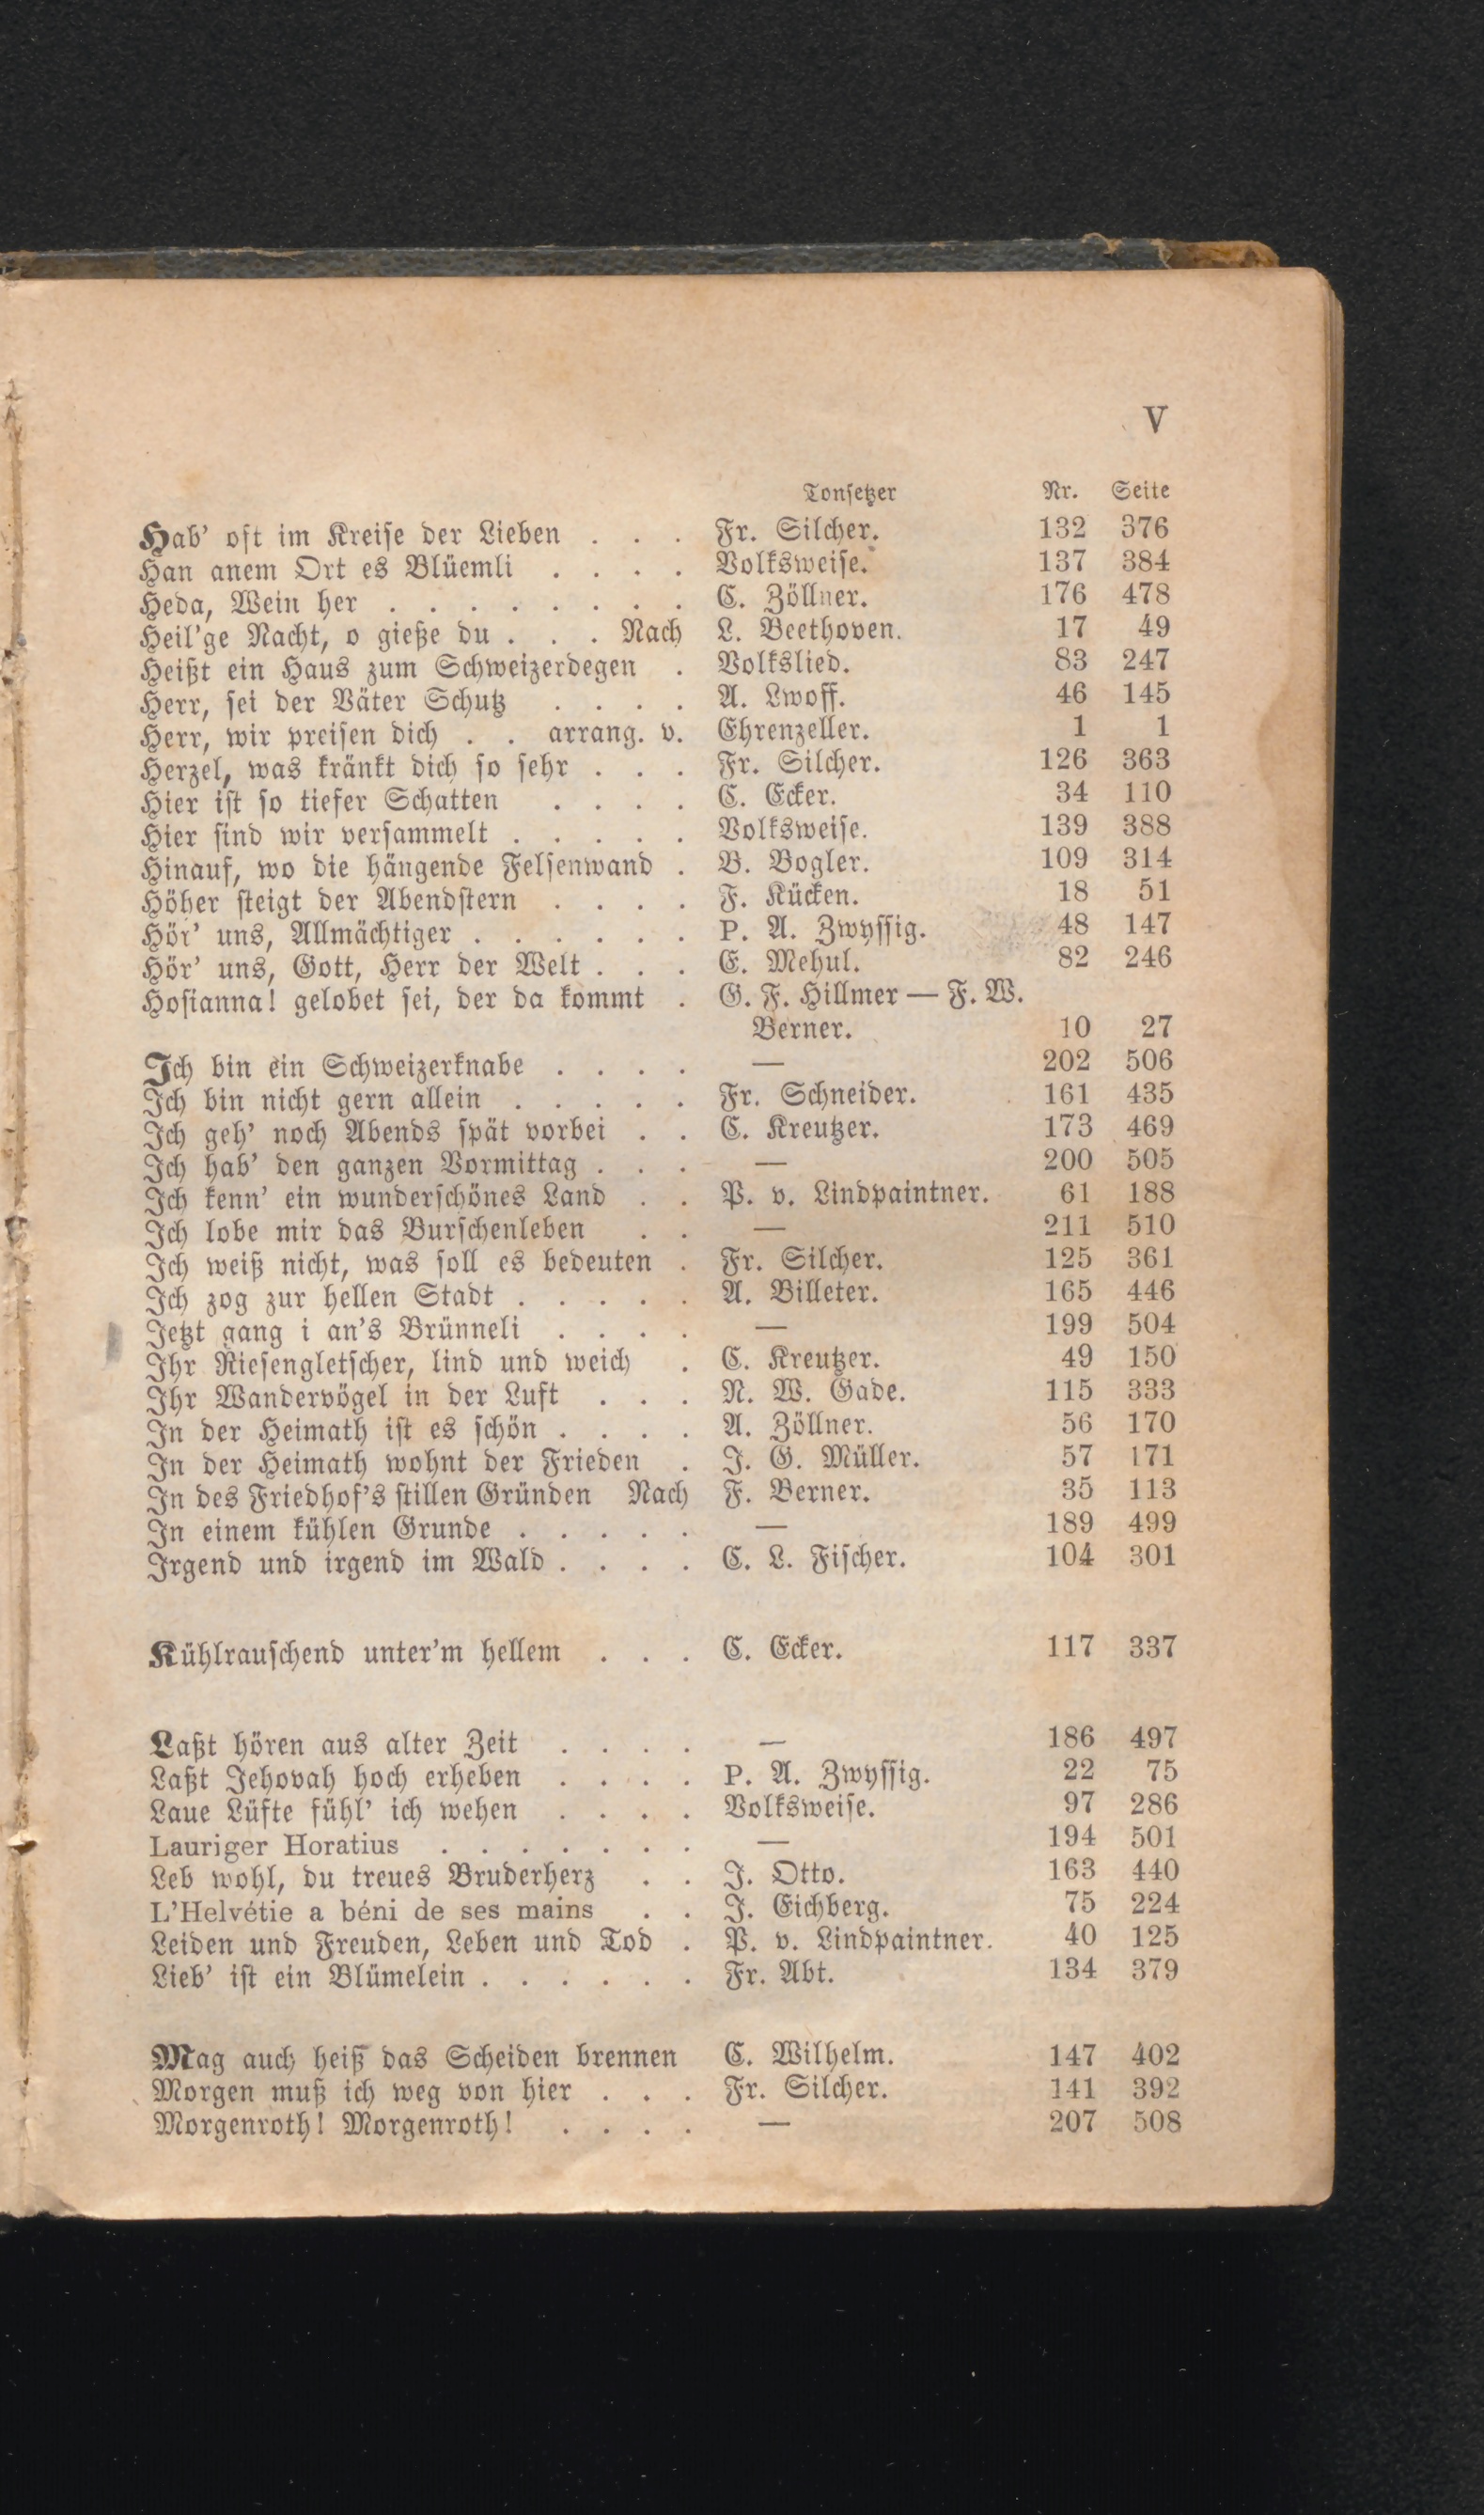 V
Tonsetzer Nr. Seite
Hab' oft im Kreise der Lieben . . . Fr. Silcher. 132 376
Han anem Ort es Blüemli . . . . Volksweise. 137 384
Heda, Wein her . . . . . . . . C. Zöllner. 176 478
Heil'ge Nacht, o gieße du . . . Nach L. Beethoven. 17 49
Heißt ein Haus zum Schweizerdegen . Volkslied. 83 247
Herr, sei der Väter Schutz . . . . A. Lwoff. 46 145
Herr, wir preisen dich . . arrang. v. Ehrenzeller. 1 1
Herzel, was kränkt dich so sehr . . . Fr. Silcher. 126 363
Hier ist so tiefer Schatten . . . . C. Ecker. 34 110
Hier sind wir versammelt . . . . . Volksweise. 139 388
Hinauf, wo die hängende Felsenwand . B. Bogler. 109 314
Höher steigt der Abendstern . . . . F. Kücken. 18 51
Hör' uns, Allmächtiger . . . . . . P. A. Zwyssig. 48 147
Hör' uns, Gott, Herr der Welt . . . E. Mehul. 82 246
Hosianna! gelobet sei, der da kommt . G. F. Hillmer — F. W.
Berner. 10 27
Ich bin ein Schweizerknabe . . . . — 202 506
Ich bin nicht gern allein . . . . . Fr. Schneider. 161 435
Ich geh' noch Abends spät vorbei . . C. Kreutzer. 173 469
Ich hab' den ganzen Vormittag . . . — 200 505
Ich kenn' ein wunderschönes Land . . P. v. Lindpaintner. 61 188
Ich lobe mir das Burschenleben . . — 211 510
Ich weiß nicht, was soll es bedeuten . Fr. Silcher. 125 361
Ich zog zur hellen Stadt . . . . . A. Billeter. 165 446
Jetzt gang i an's Brünneli . . . . — 199 504
Ihr Riesengletscher, lind und weich . C. Kreutzer. 49 150
Ihr Wandervögel in der Luft . . . N. W. Gade. 115 333
In der Heimath ist es schön . . . . A. Zöllner. 56 170
In der Heimath wohnt der Frieden . J. G. Müller. 57 171
In des Friedhof's stillen Gründen Nach F. Berner. 35 113
In einem kühlen Grunde . . . . . — 189 499
Irgend und irgend im Wald . . . . C. L. Fischer. 104 301
Kühlrauschend unter'm hellem . . . C. Ecker. 117 337
Laßt hören aus alter Zeit . . . . — 186 497
Laßt Jehovah hoch erheben . . . . P. A. Zwyssig. 22 75
Laue Lüfte fühl' ich wehen . . . . Volksweise. 97 286
Lauriger Horatius . . . . . . . — 194 501
Leb wohl, du treues Bruderherz . . J. Otto. 163 440
L'Helvétie a béni de ses mains . . J. Eichberg. 75 224
Leiden und Freuden, Leben und Tod . P. v. Lindpaintner. 40 125
Lieb' ist ein Blümelein . . . . . . Fr. Abt. 134 379
Mag auch heiß das Scheiden brennen C. Wilhelm. 147 402
Morgen muß ich weg von hier . . . Fr. Silcher. 141 392
Morgenroth! Morgenroth! . . . . — 207 508